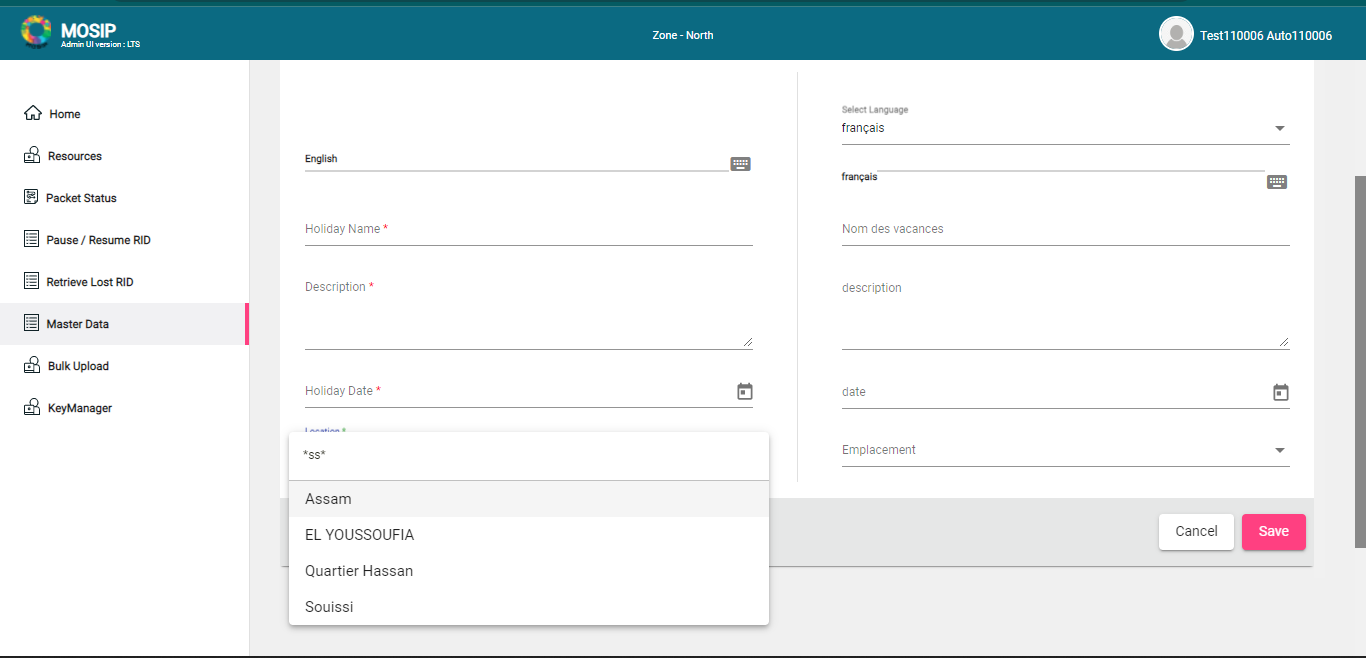 MOSIP
Admin UI version : LTS
Zone - North
Test110006 Auto110006
Home
Resources
Packet Status
Pause / Resume RID
Retrieve Lost RID
Master Data
Bulk Upload
KeyManager
English
Holiday Name *
Description *
Holiday Date *
Location *
*ss*
Assam
EL YOUSSOUFIA
Quartier Hassan
Souissi
Select Language
français
français
Nom des vacances
description
date
Emplacement
Cancel
Save